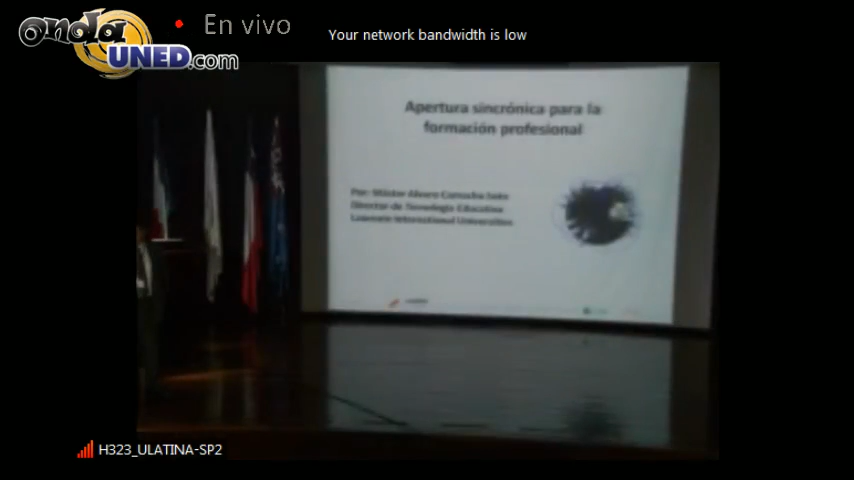 onda
UNED.com
En vivo
Your network bandwidth is low
Apertura sincrónica para la
formación profesional
Por: Máster Alvaro Camacho Soto
Director de Tecnología Educativa
Laureate International Universities
H323_ULATINA-SP2